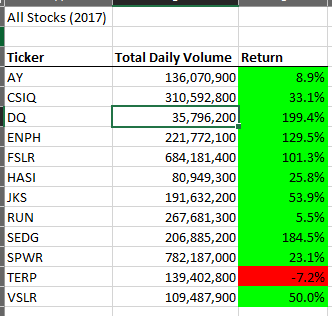 All Stocks (2017)
Ticker Total Daily Volume Return
AY 136,070,900 8.9%
CSIQ 310,592,800 33.1%
DQ 35,796,200 199.4%
ENPH 221,772,100 129.5%
FSLR 684,181,400 101.3%
HASI 80,949,300 25.8%
JKS 191,632,200 53.9%
RUN 267,681,300 5.5%
SEDG 206,885,200 184.5%
SPWR 782,187,000 23.1%
TERP 139,402,800 -7.2%
VSLR 109,487,900 50.0%